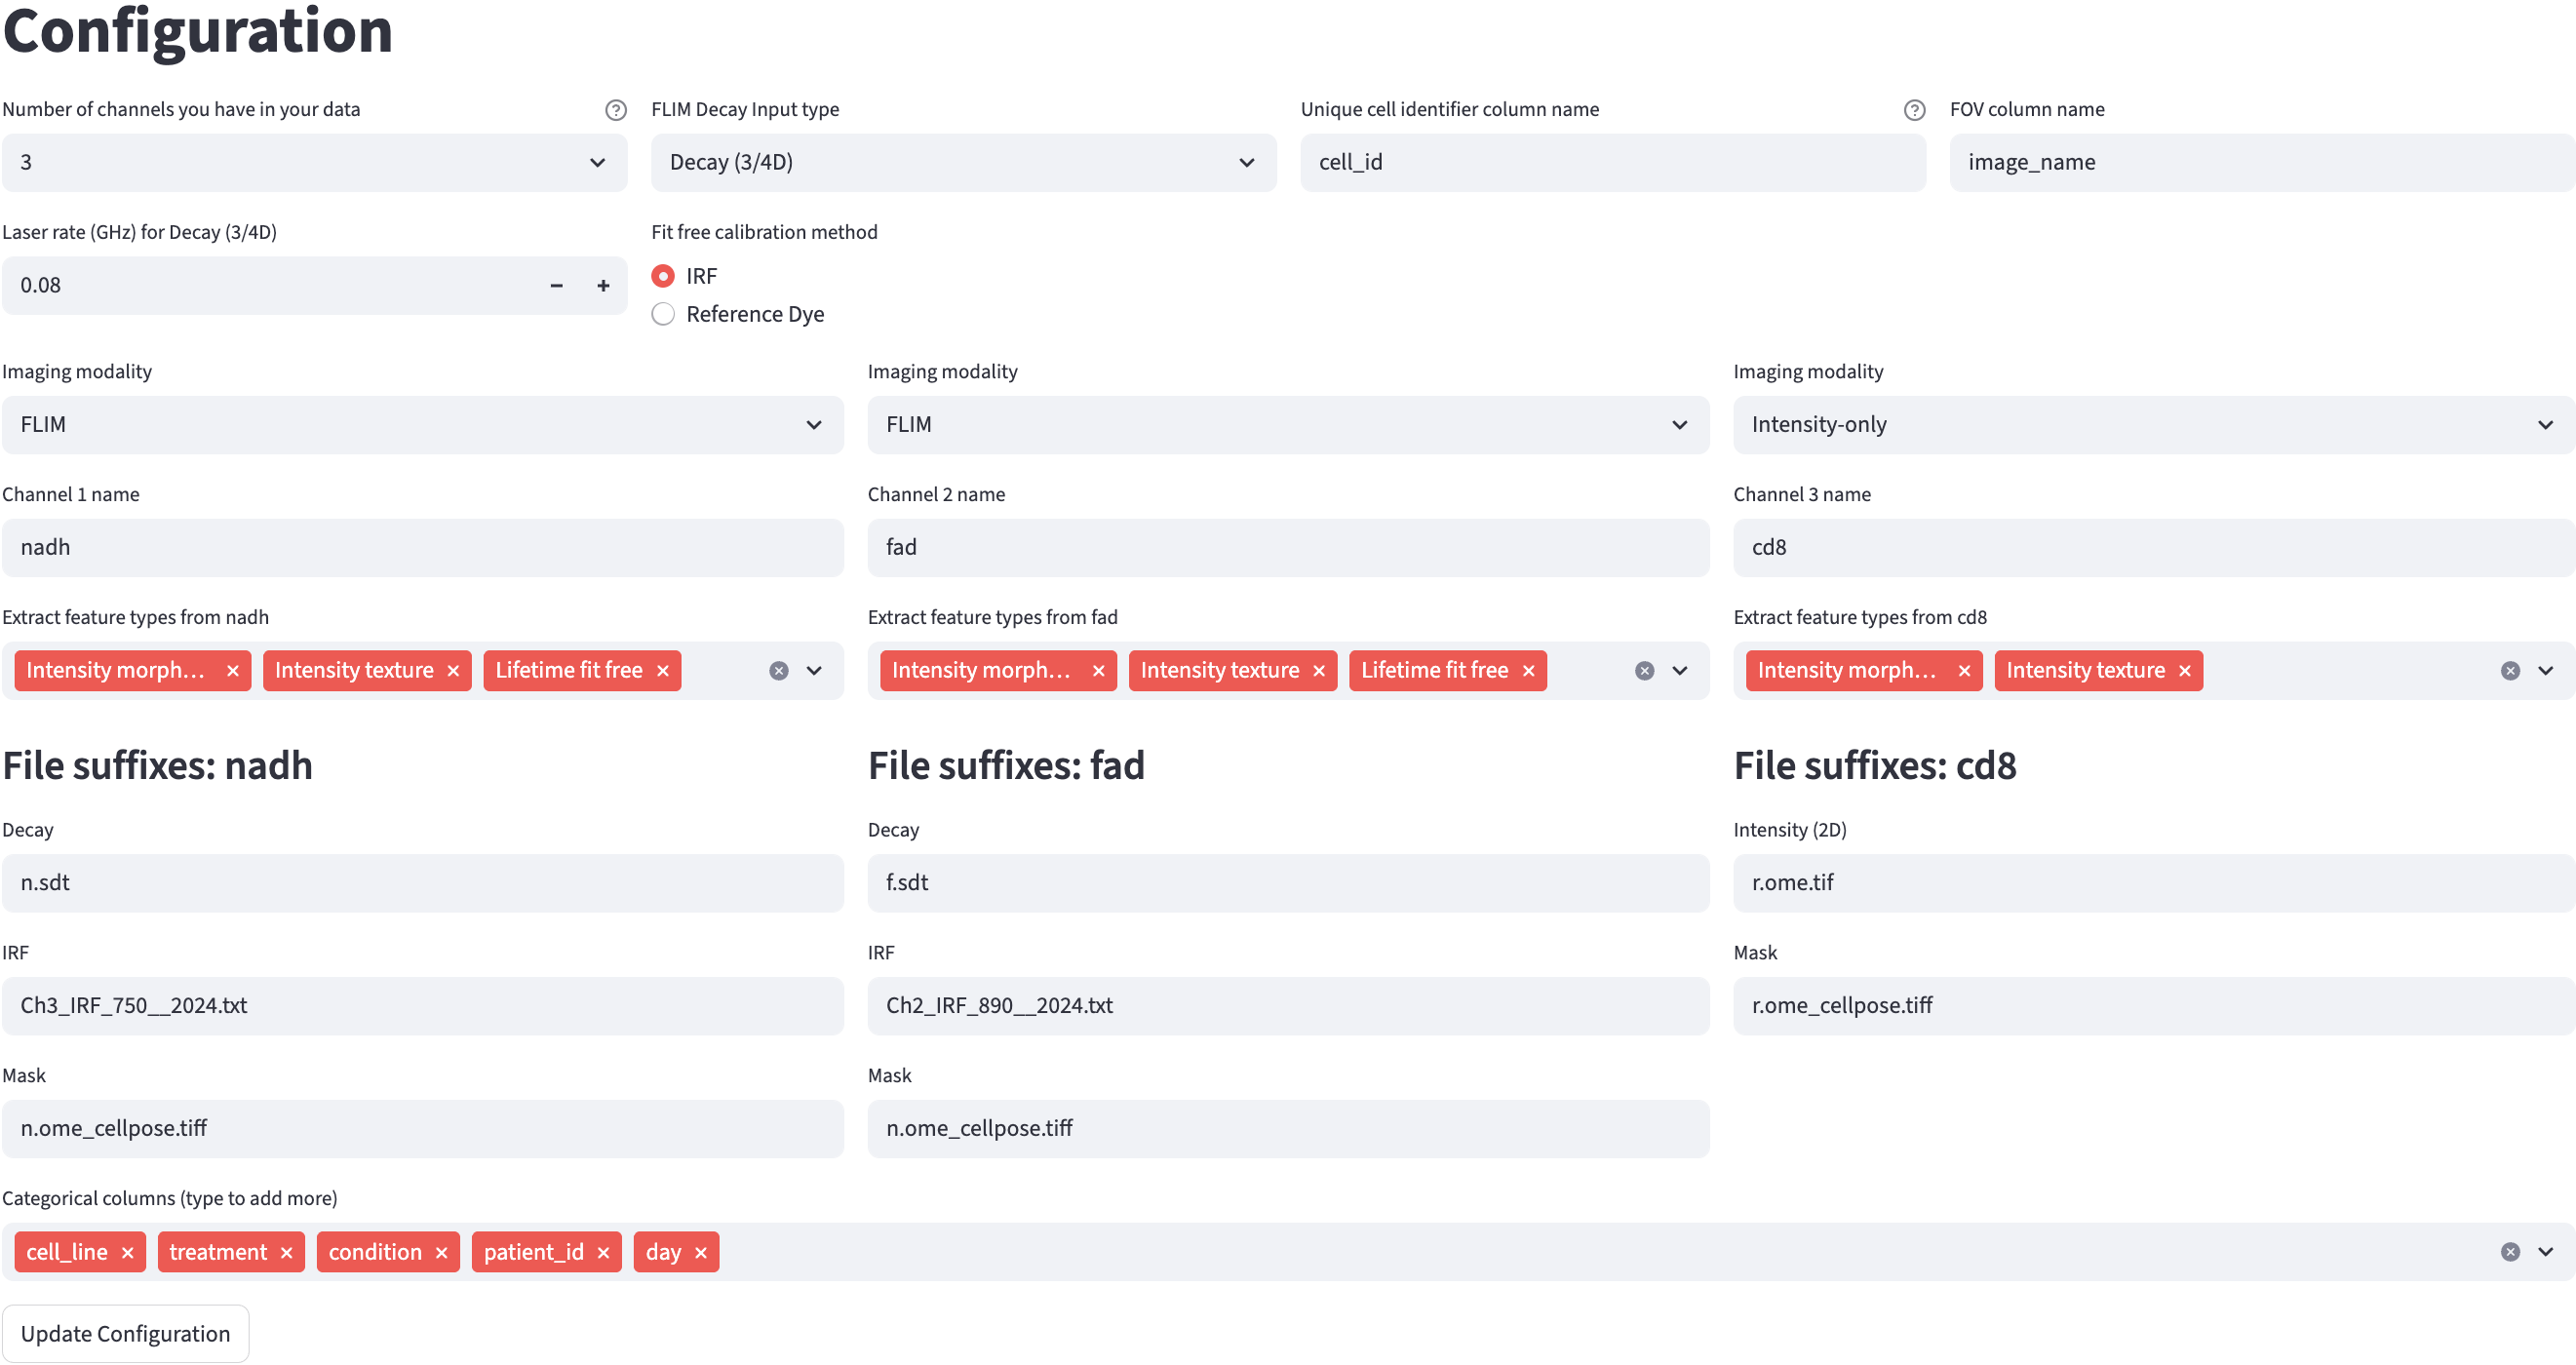 Configuration
Number of channels you have in your data
FLIM Decay Input type
Unique cell identifier column name
FOV column name
3
Decay (3/4D)
cell_id
image_name
Laser rate (GHz) for Decay (3/4D)
Fit free calibration method
0.08
IRF
Reference Dye
Imaging modality
Imaging modality
Imaging modality
FLIM
FLIM
Intensity-only
Channel 1 name
Channel 2 name
Channel 3 name
nadh
fad
cd8
Extract feature types from nadh
Extract feature types from fad
Extract feature types from cd8
Intensity morph... Intensity texture Lifetime fit free
Intensity morph... Intensity texture Lifetime fit free
Intensity morph... Intensity texture
File suffixes: nadh
File suffixes: fad
File suffixes: cd8
Decay
Decay
Intensity (2D)
n.sdt
f.sdt
r.ome.tif
IRF
IRF
Mask
Ch3_IRF_750__2024.txt
Ch2_IRF_890__2024.txt
r.ome_cellpose.tiff
Mask
Mask
n.ome_cellpose.tiff
n.ome_cellpose.tiff
Categorical columns (type to add more)
cell_line treatment condition patient_id day
Update Configuration